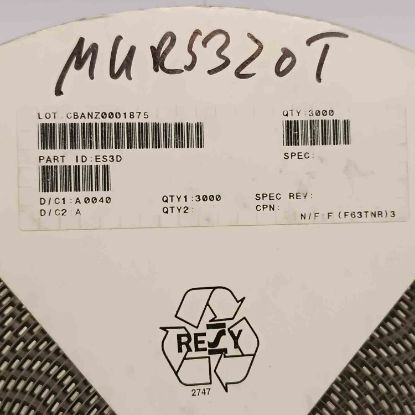 MURS320T
LOT:CBANZ0001875
QTY:3000
PART ID:ES3D
SPEC:
D/C1:A0040
QTY1:3000
SPEC REV:
D/C2:A
QTY2:
CPN:
N/F:F (F63TNR)3
RESY
2747